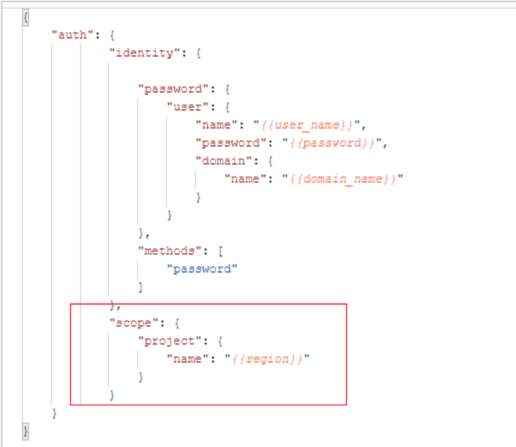 {
"auth": {
"identity": {
"password": {
"user": {
"name": "{{user_name}}",
"password": "{{password}}",
"domain": {
"name": "{{domain_name}}"
}
}
},
"methods": [
"password"
]
},
"scope": {
"project": {
"name": "{{region}}"
}
}
}
}